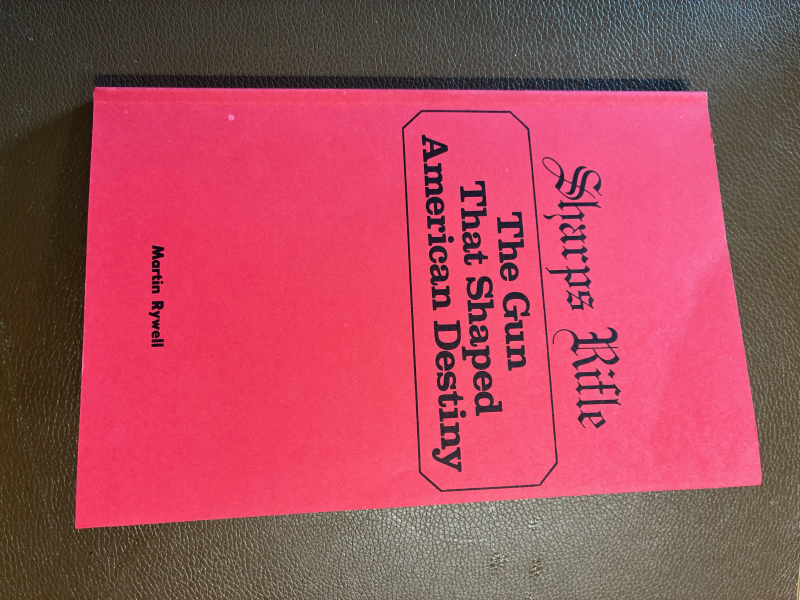 Sharps Rifle
The Gun
That Shaped
American Destiny
Martin Rywell